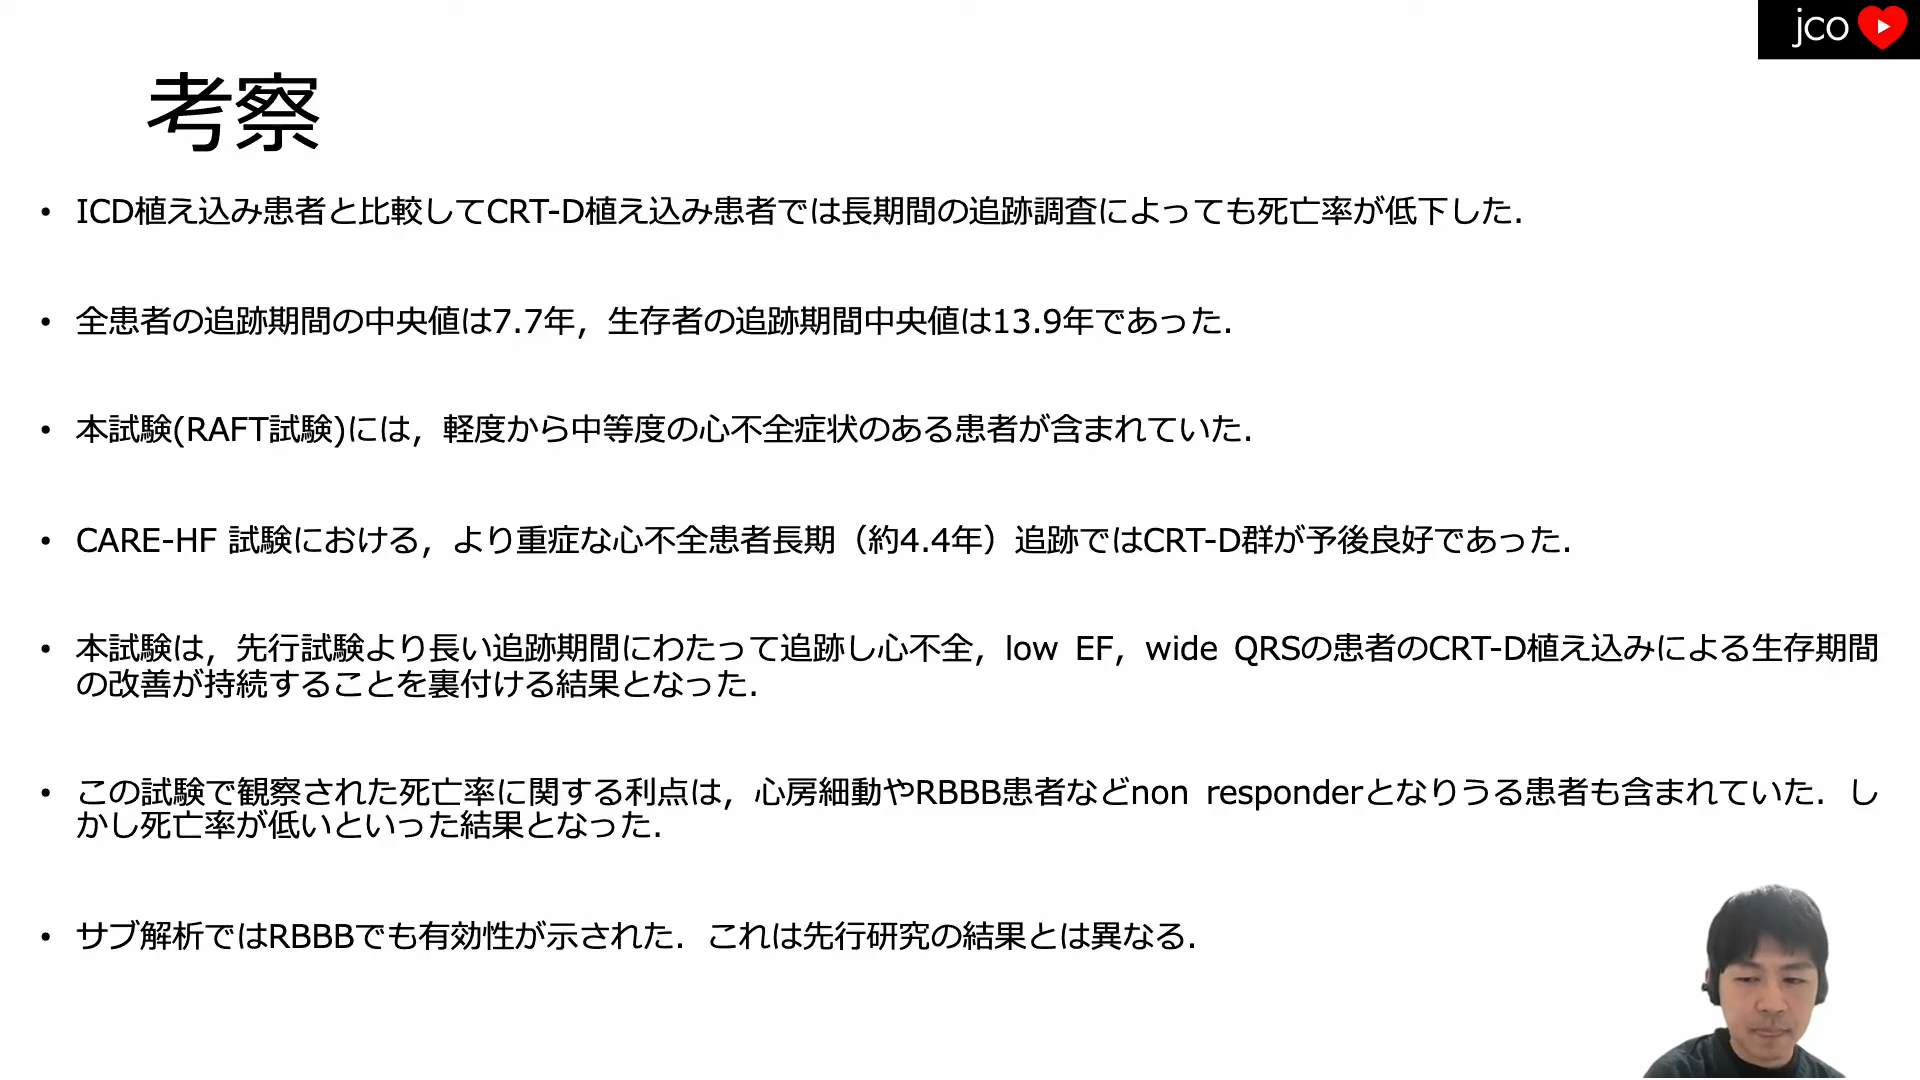 jco
考察
• ICD植え込み患者と比較してCRT-D植え込み患者では長期間の追跡調査によっても死亡率が低下した．
• 全患者の追跡期間の中央値は7.7年，生存者の追跡期間中央値は13.9年であった．
• 本試験(RAFT試験)には，軽度から中等度の心不全症状のある患者が含まれていた．
• CARE-HF 試験における，より重症な心不全患者長期（約4.4年）追跡ではCRT-D群が予後良好であった．
• 本試験は，先行試験より長い追跡期間にわたって追跡し心不全，low EF，wide QRSの患者のCRT-D植え込みによる生存期間
の改善が持続することを裏付ける結果となった．
• この試験で観察された死亡率に関する利点は，心房細動やRBBB患者などnon responderとなりうる患者も含まれていた．し
かし死亡率が低いといった結果となった．
• サブ解析ではRBBBでも有効性が示された．これは先行研究の結果とは異なる．